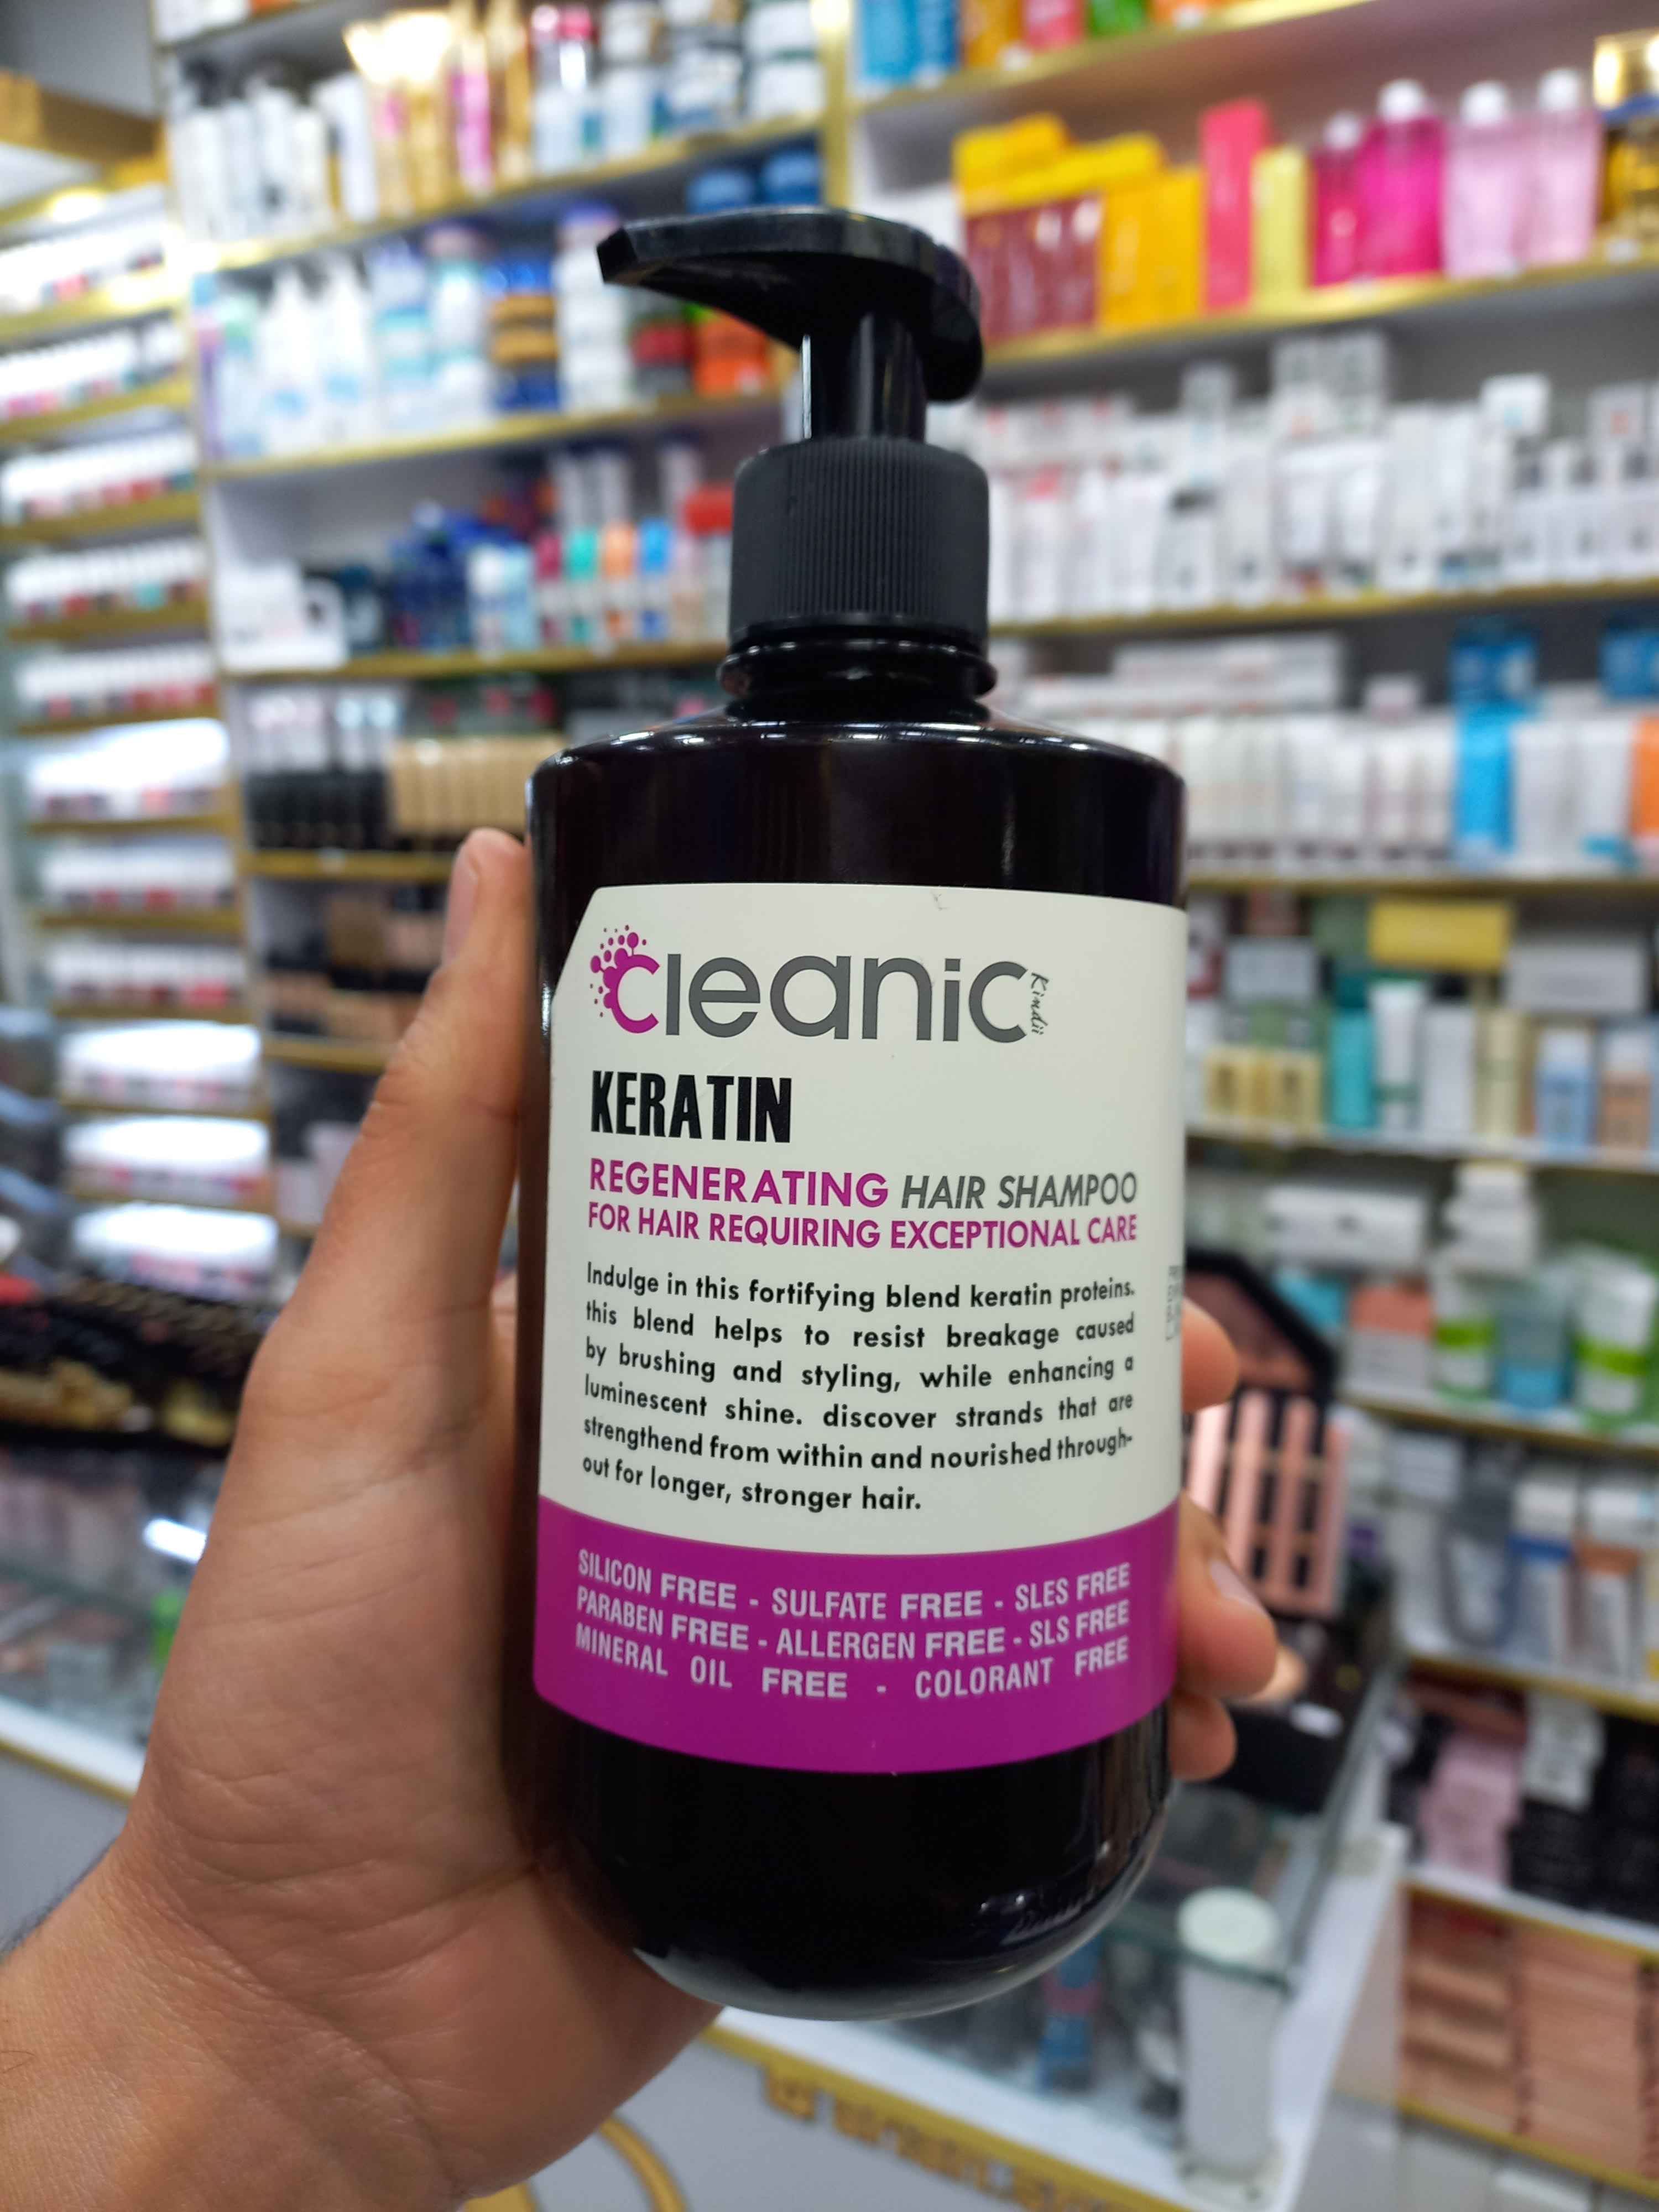 cleanic
Kindii
KERATIN
REGENERATING HAIR SHAMPOO
FOR HAIR REQUIRING EXCEPTIONAL CARE
Indulge in this fortifying blend keratin proteins.
this blend helps to resist breakage caused
by brushing and styling, while enhancing a
luminescent shine. discover strands that are
strengthend from within and nourished through-
out for longer, stronger hair.
SILICON FREE - SULFATE FREE - SLES FREE
PARABEN FREE - ALLERGEN FREE - SLS FREE
MINERAL OIL FREE - COLORANT FREE